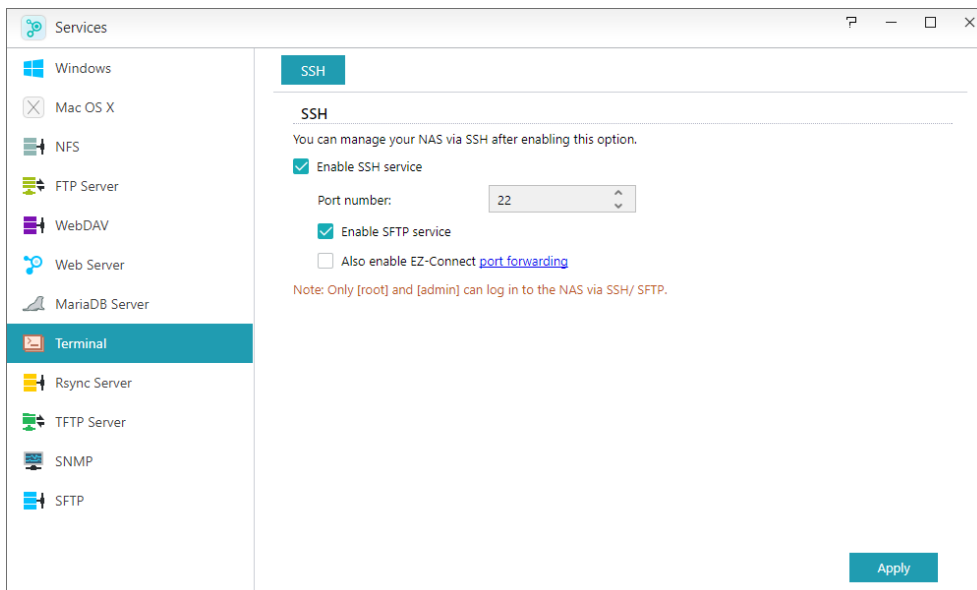 Services
Windows
Mac OS X
NFS
FTP Server
WebDAV
Web Server
MariaDB Server
Terminal
Rsync Server
TFTP Server
SNMP
SFTP
SSH
SSH
You can manage your NAS via SSH after enabling this option.
Enable SSH service
Port number: 22
Enable SFTP service
Also enable EZ-Connect port forwarding
Note: Only [root] and [admin] can log in to the NAS via SSH/ SFTP.
Apply